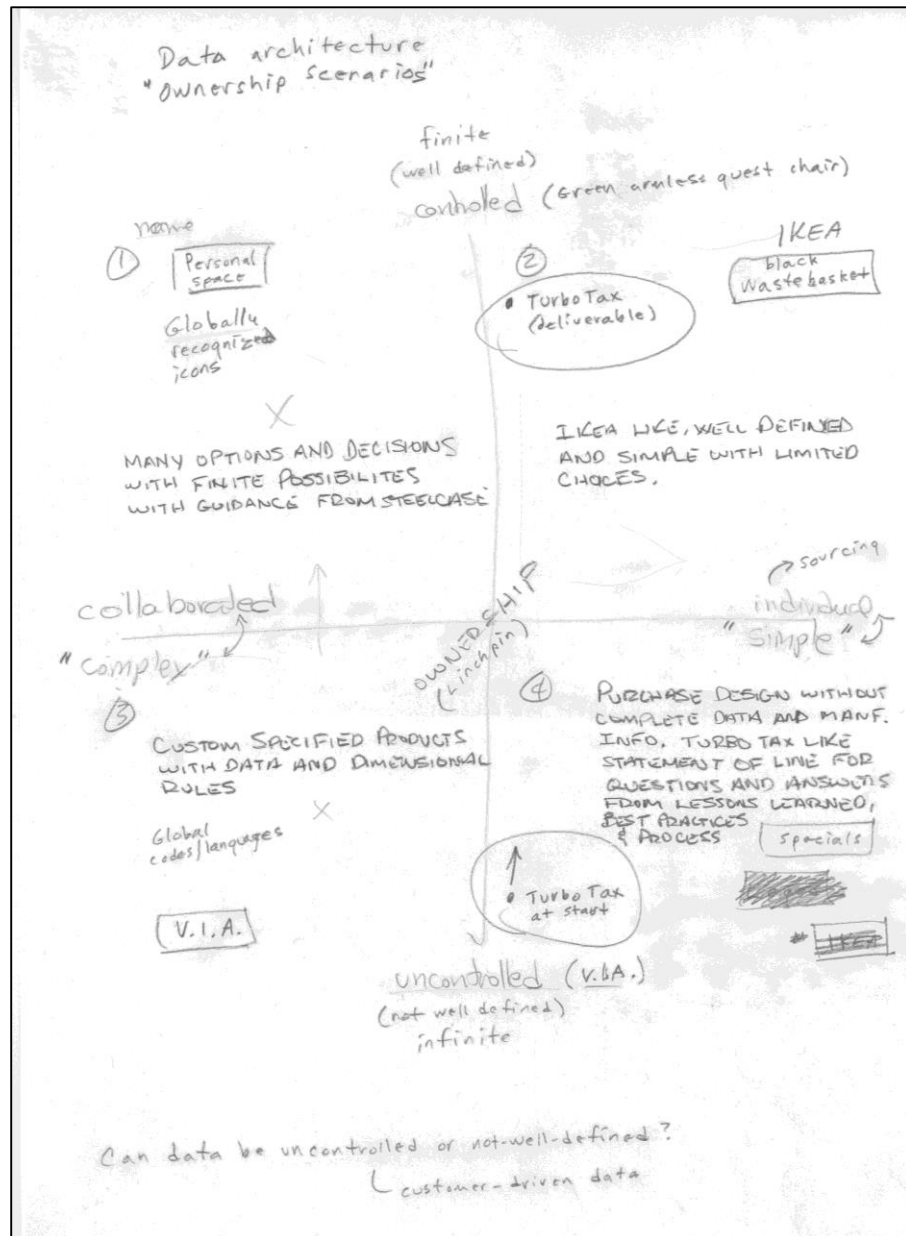 Data architecture
"Ownership Scenarios"
finite
(well defined)
controlled (Green armless guest chair)
name
①
Personal
space
Globally
recognized
icons
X
MANY OPTIONS AND DECISIONS
WITH FINITE POSSIBILITES
WITH GUIDANCE FROM STEELCASE
②
IKEA
black
wastebasket
• TurboTax
(deliverable)
IKEA LIKE, WELL DEFINED
AND SIMPLE WITH LIMITED
CHOICES.
collaborated
"complex"
OWNERSHIP
(Linchpin)
sourcing
individual
"simple"
③
CUSTOM SPECIFIED PRODUCTS
WITH DATA AND DIMENSIONAL
RULES
X
Global
codes/languages
V.I.A.
④
PURCHASE DESIGN WITHOUT
COMPLETE DATA AND MANF.
INFO. TURBO TAX LIKE
STATEMENT OF LINE FOR
QUESTIONS AND ANSWERS
FROM LESSONS LEARNED,
BEST PRACTICES
& PROCESS
specials
• TurboTax
at start
* IKEA
uncontrolled (V.I.A.)
(not well defined)
infinite
Can data be uncontrolled or not-well-defined?
customer-driven data